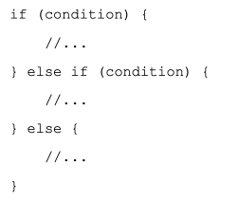 if (condition) {
    //...
} else if (condition) {
    //...
} else {
    //...
}